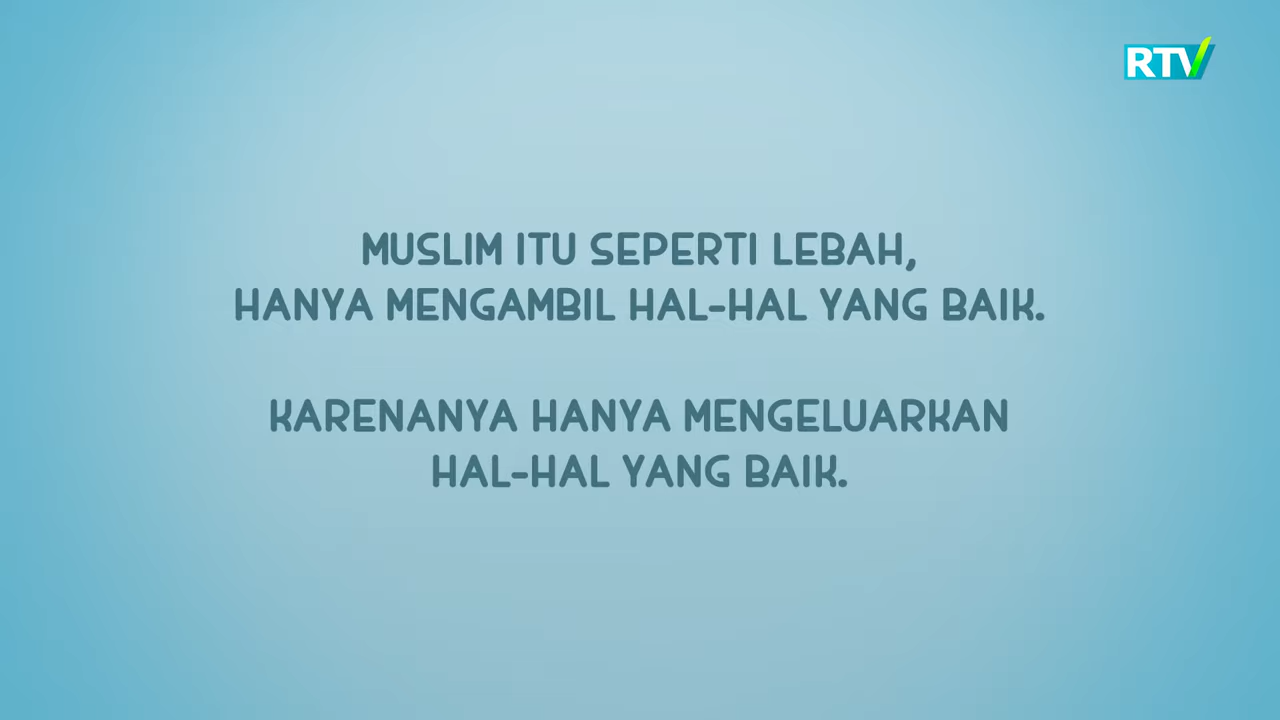 RTV
MUSLIM ITU SEPERTI LEBAH,
HANYA MENGAMBIL HAL-HAL YANG BAIK.
KARENANYA HANYA MENGELUARKAN
HAL-HAL YANG BAIK.